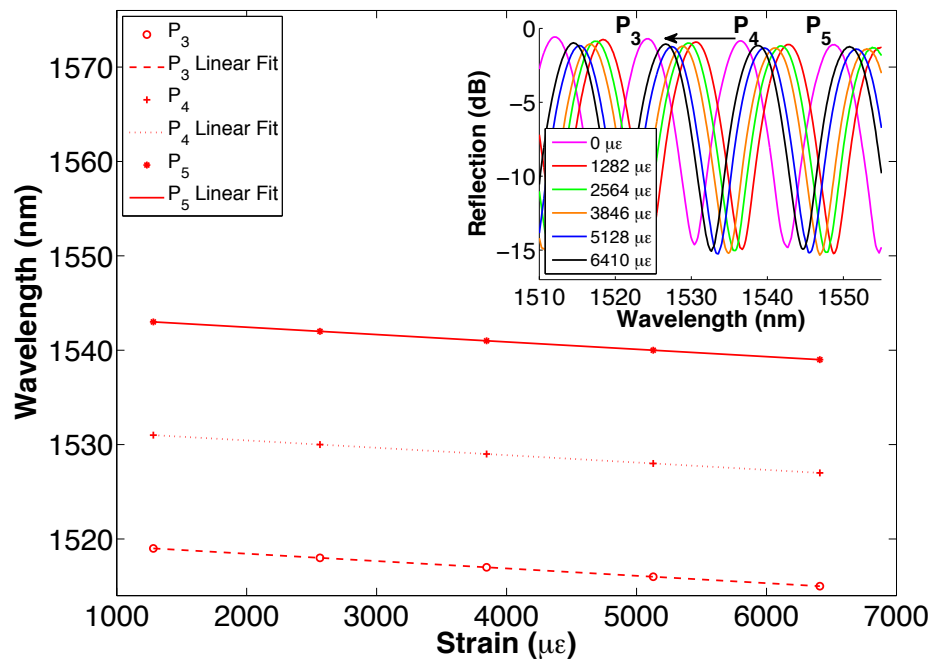 P3
P3 Linear Fit
P4
P4 Linear Fit
P5
P5 Linear Fit
Wavelength (nm)
1570
1560
1550
1540
1530
1520
1000 2000 3000 4000 5000 6000 7000
Strain (με)
P3 P4 P5
Reflection (dB)
0
−5
−10
−15
0 με
1282 με
2564 με
3846 με
5128 με
6410 με
1510 1520 1530 1540 1550
Wavelength (nm)